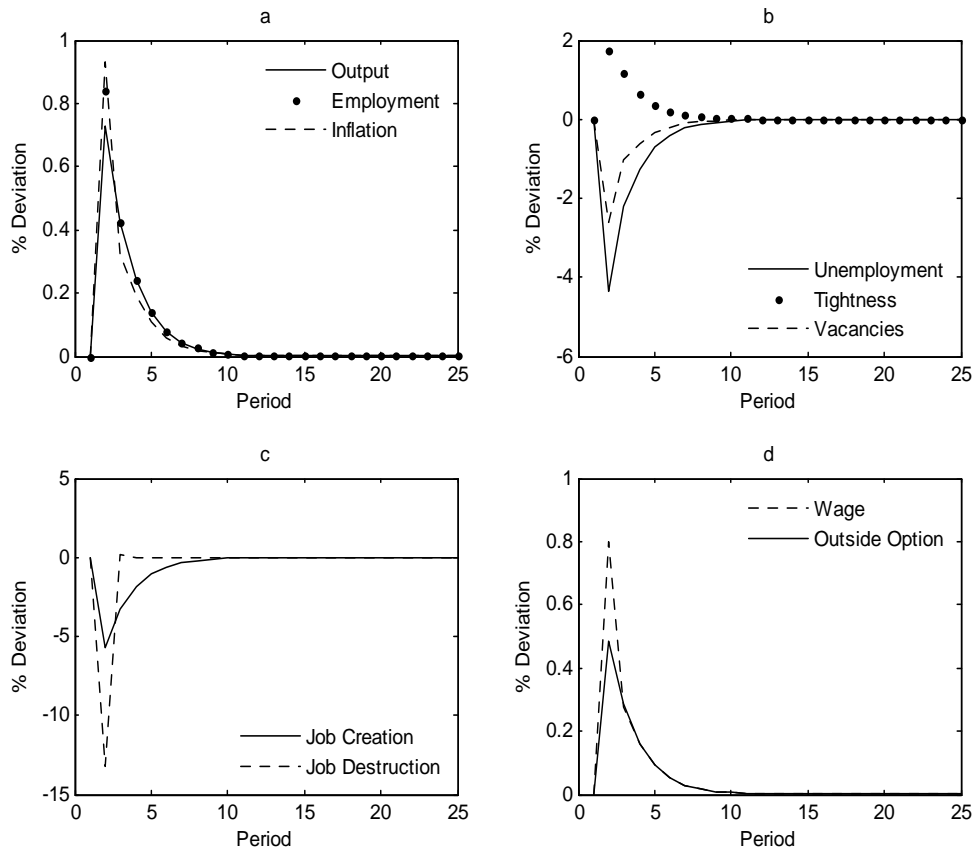 a
1
0.8
0.6
0.4
0.2
0
% Deviation
Output
Employment
Inflation
0 5 10 15 20 25
Period
b
2
0
-2
-4
-6
% Deviation
Unemployment
Tightness
Vacancies
0 5 10 15 20 25
Period
c
5
0
-5
-10
-15
% Deviation
Job Creation
Job Destruction
0 5 10 15 20 25
Period
d
1
0.8
0.6
0.4
0.2
0
% Deviation
Wage
Outside Option
0 5 10 15 20 25
Period